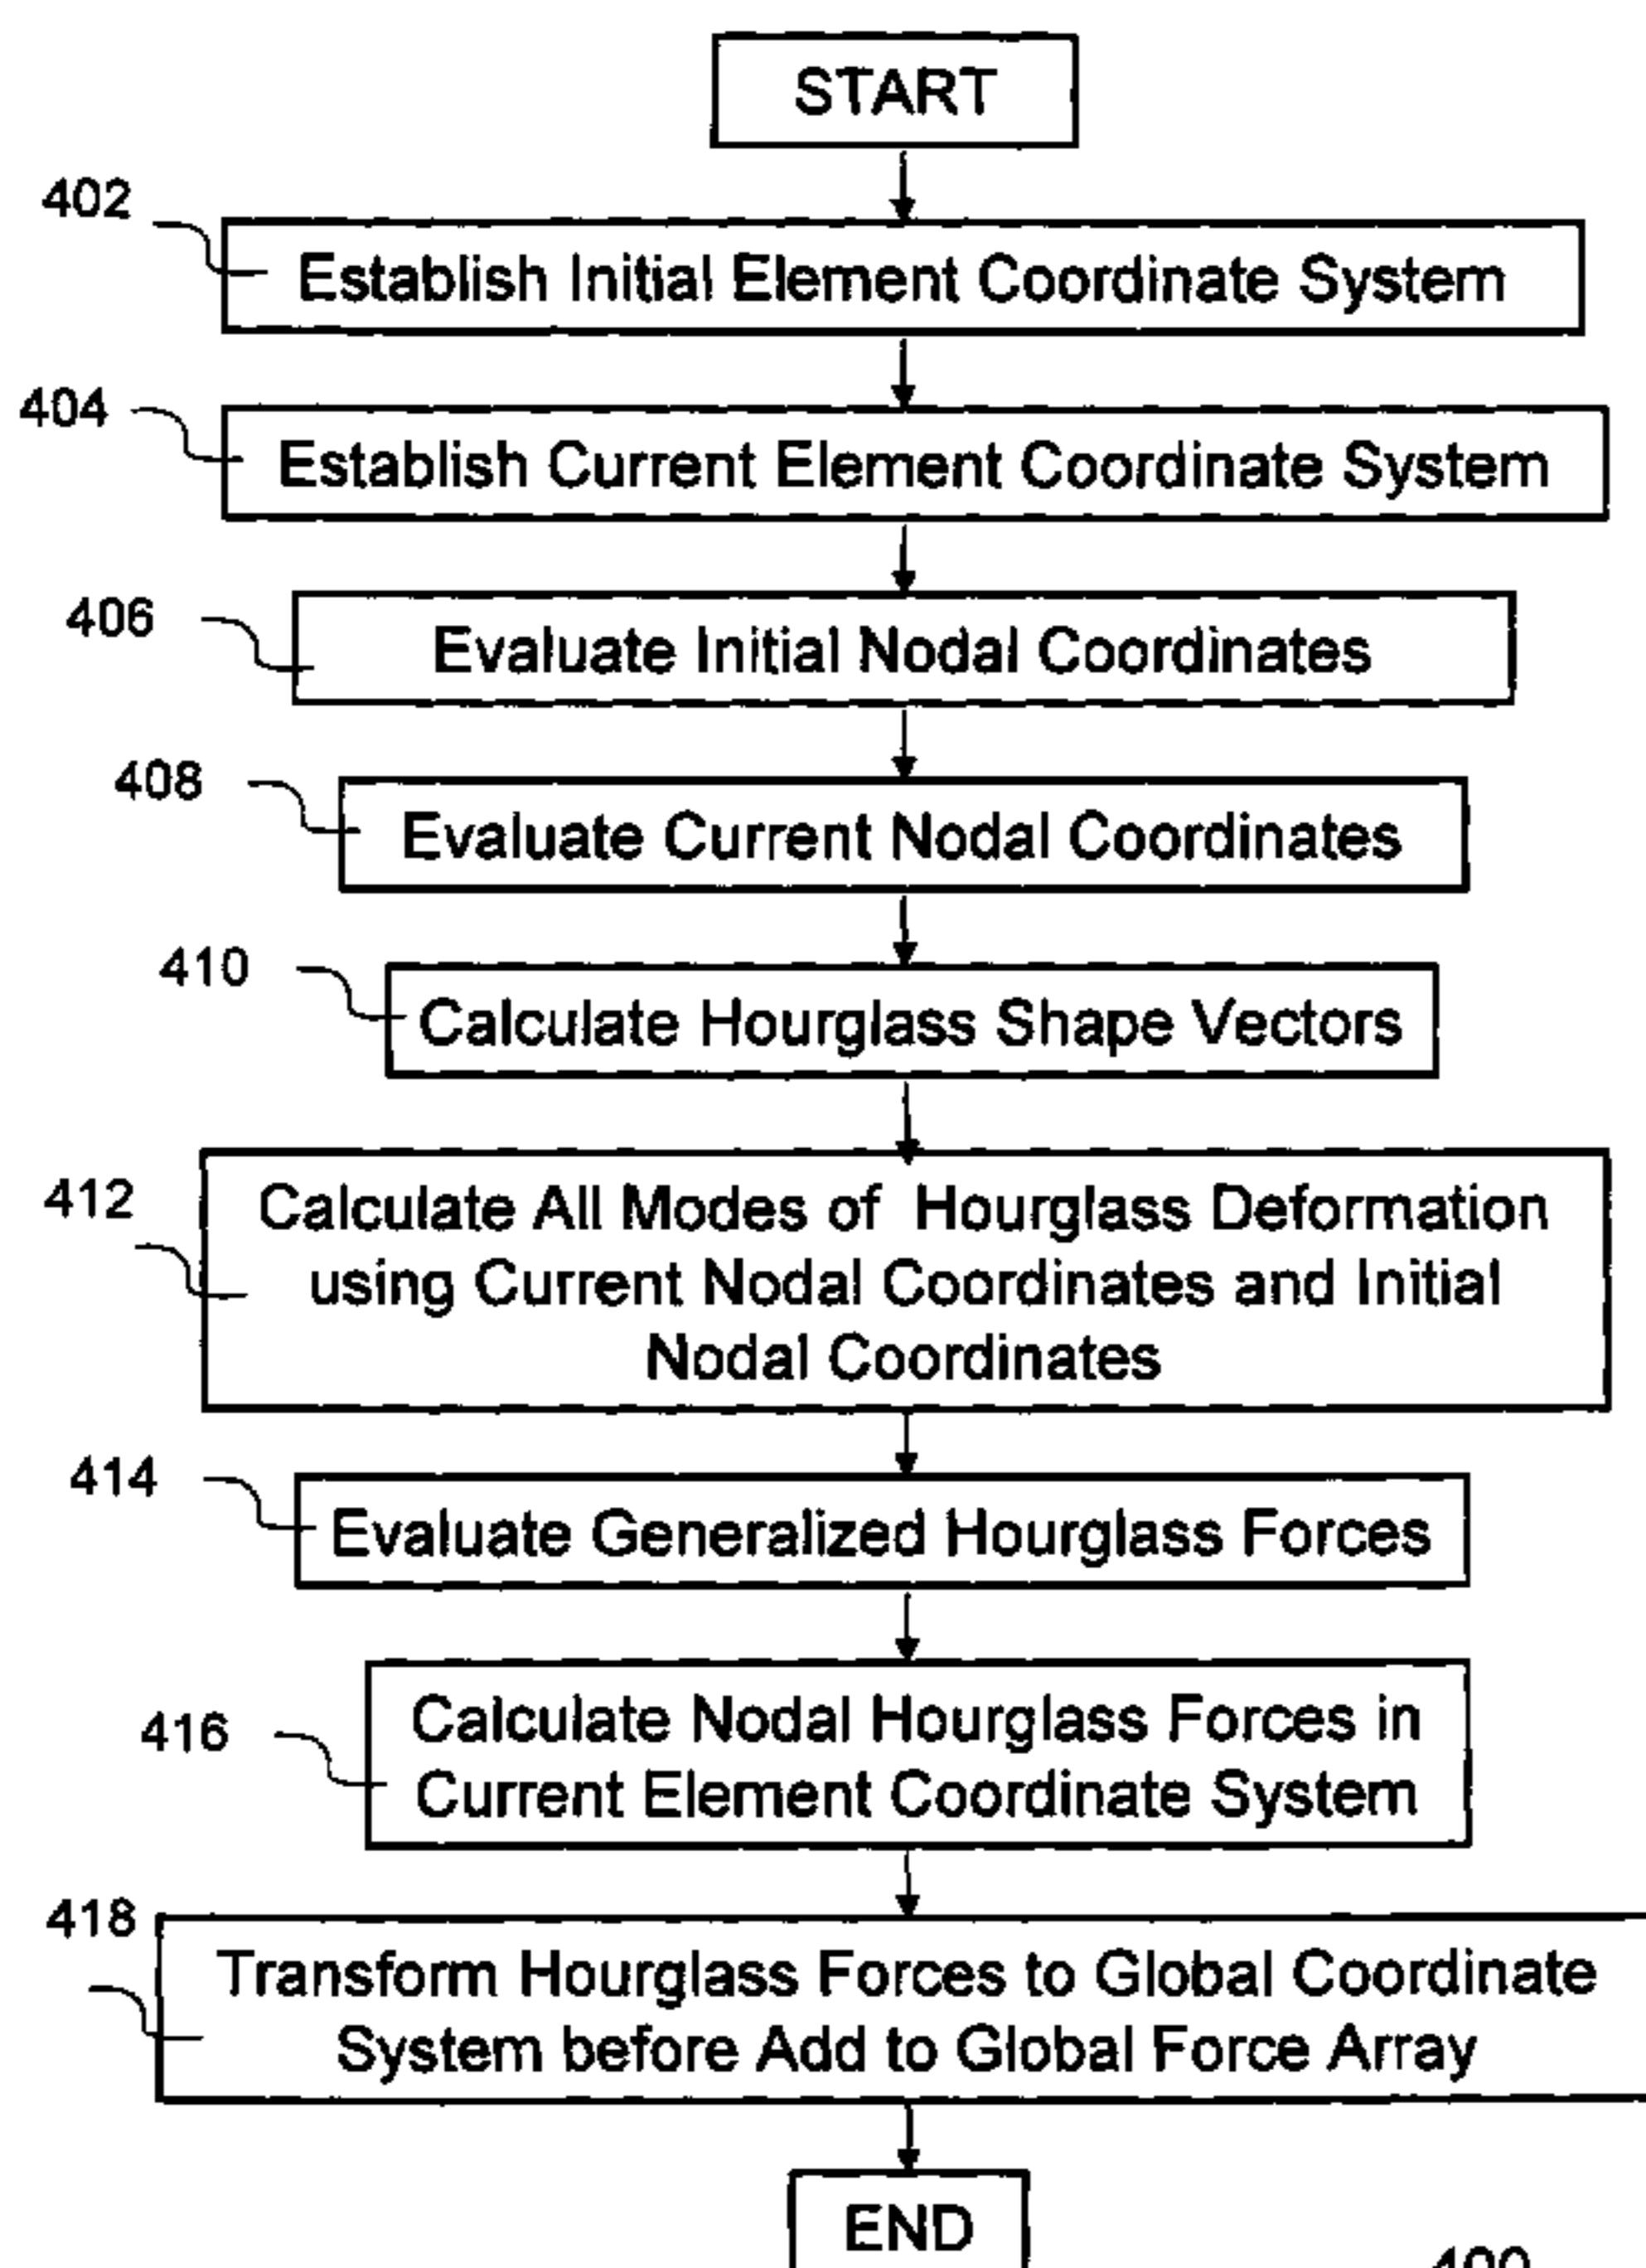 START
402
Establish Initial Element Coordinate System
404
Establish Current Element Coordinate System
406
Evaluate Initial Nodal Coordinates
408
Evaluate Current Nodal Coordinates
410
Calculate Hourglass Shape Vectors
412
Calculate All Modes of Hourglass Deformation
using Current Nodal Coordinates and Initial
Nodal Coordinates
414
Evaluate Generalized Hourglass Forces
416
Calculate Nodal Hourglass Forces in
Current Element Coordinate System
418
Transform Hourglass Forces to Global Coordinate
System before Add to Global Force Array
END